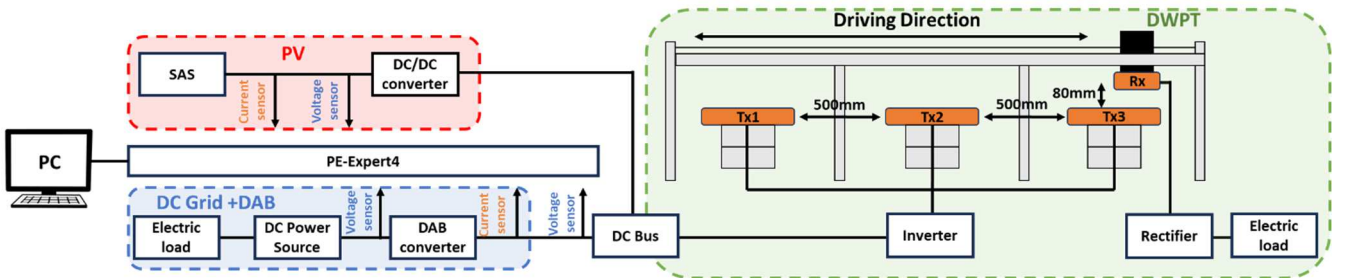 Driving Direction
DWPT
PV
SAS
DC/DC
converter
Current
sensor
Voltage
sensor
Rx
80mm
500mm
500mm
Tx1
Tx2
Tx3
PC
PE-Expert4
DC Grid +DAB
Voltage
sensor
Current
sensor
Voltage
sensor
Electric
load
DC Power
Source
DAB
converter
DC Bus
Inverter
Rectifier
Electric
load